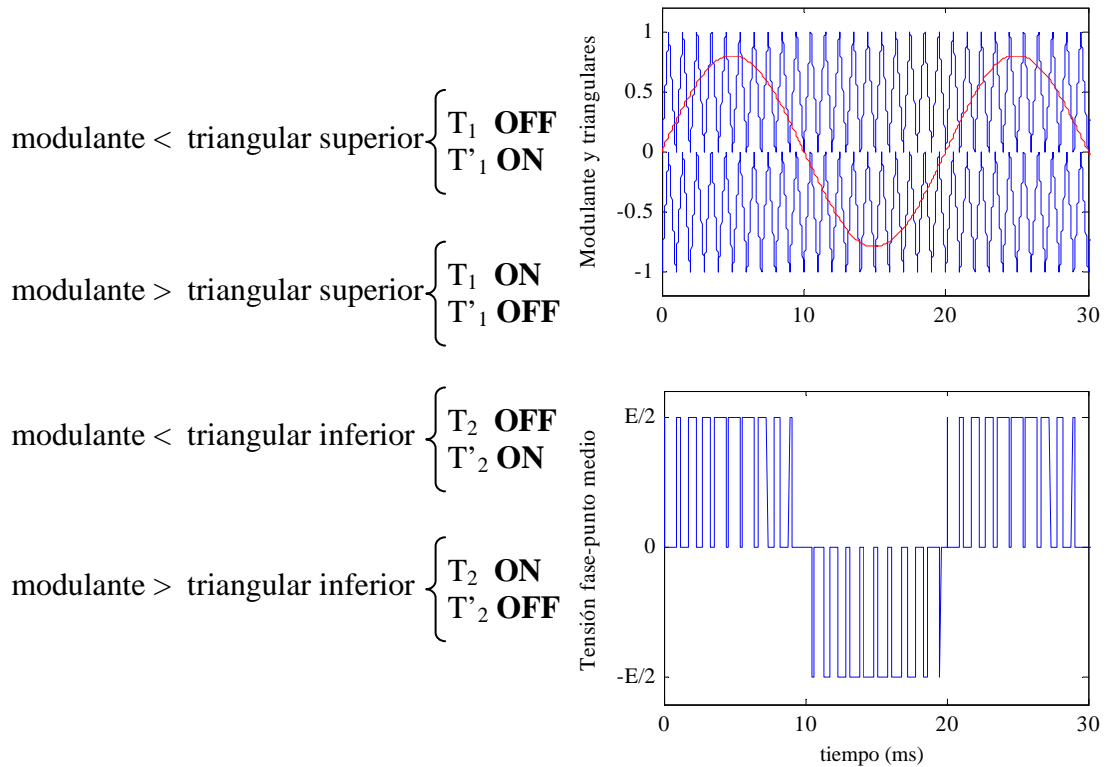 modulante < triangular superior
T1 OFF
T'1 ON
modulante > triangular superior
T1 ON
T'1 OFF
modulante < triangular inferior
T2 OFF
T'2 ON
modulante > triangular inferior
T2 ON
T'2 OFF
Modulante y triangulares
1
0.5
0
-0.5
-1
0 10 20 30
Tensión fase-punto medio
E/2
0
-E/2
0 10 20 30
tiempo (ms)